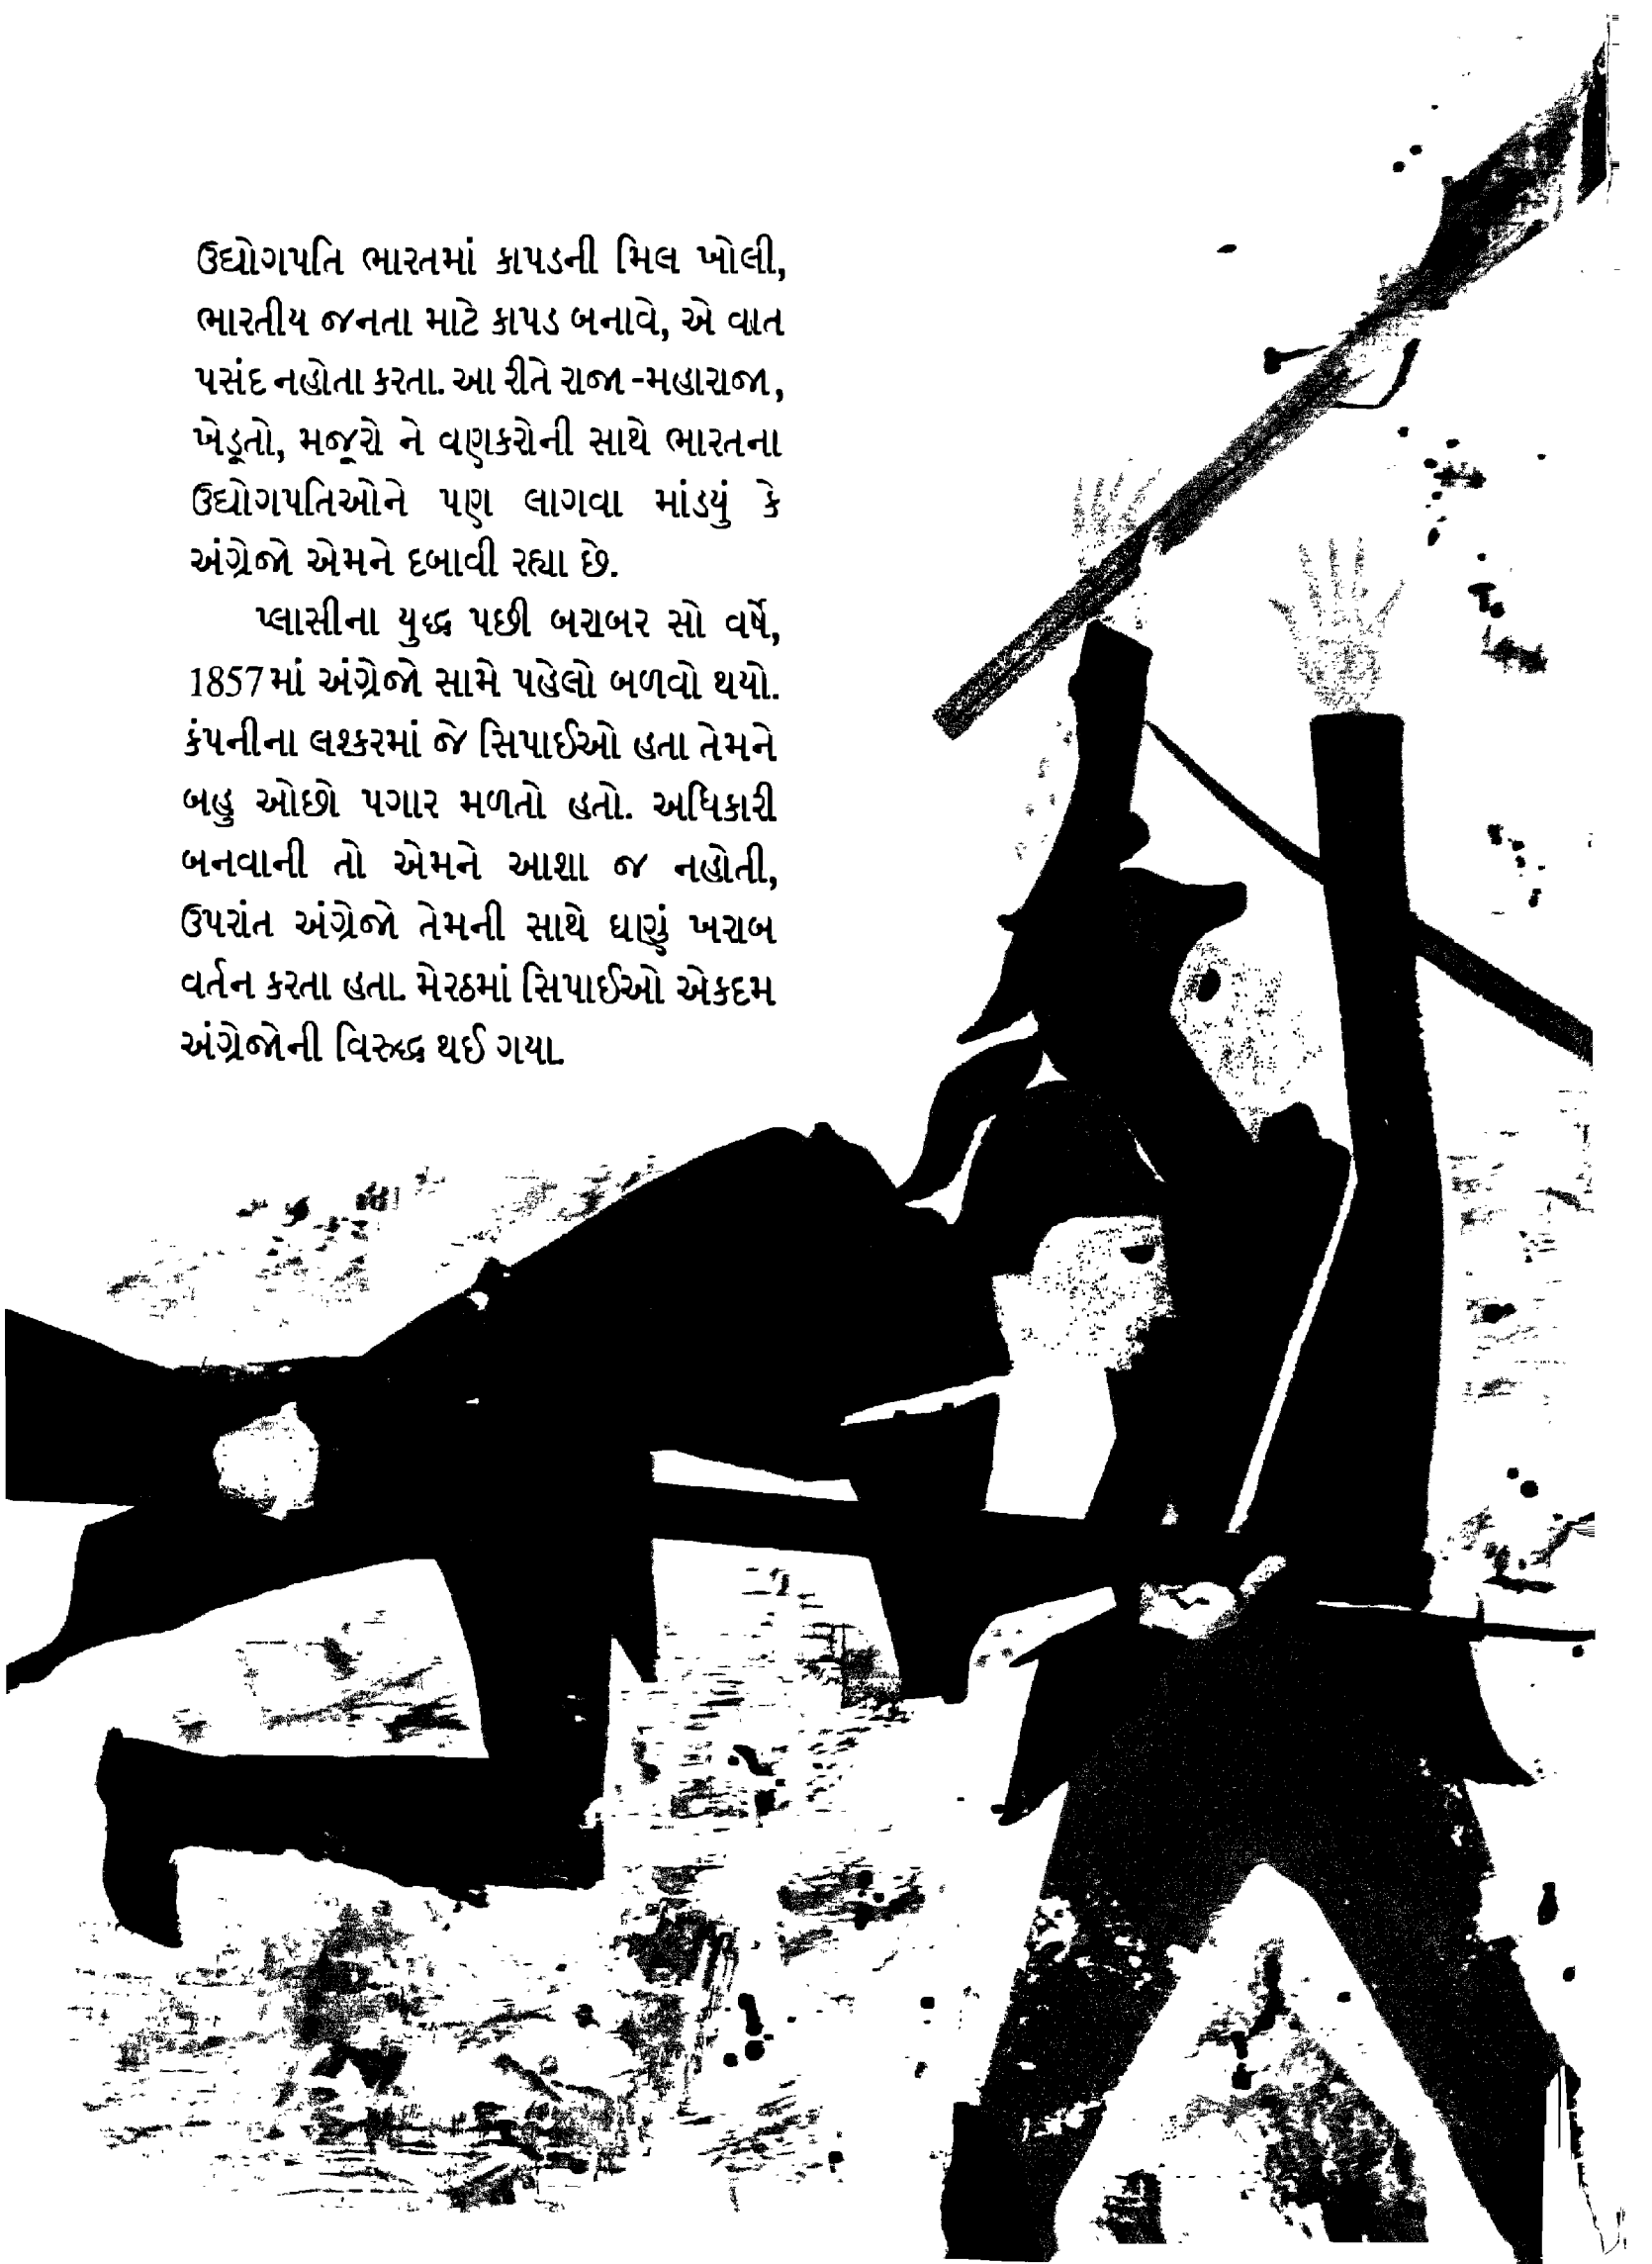 ઉદ્યોગપતિ ભારતમાં કાપડની મિલ ખોલી,
ભારતીય જનતા માટે કાપડ બનાવે, એ વાત
પસંદ નહોતા કરતા. આ રીતે રાજા-મહારાજા,
ખેડૂતો, મજૂરો ને વણકરોની સાથે ભારતના
ઉદ્યોગપતિઓને પણ લાગવા માંડયું કે
અંગ્રેજો એમને દબાવી રહ્યા છે.
પ્લાસીના યુદ્ધ પછી બરાબર સો વર્ષે,
1857માં અંગ્રેજો સામે પહેલો બળવો થયો.
કંપનીના લશ્કરમાં જે સિપાઈઓ હતા તેમને
બહુ ઓછો પગાર મળતો હતો. અધિકારી
બનવાની તો એમને આશા જ નહોતી,
ઉપરાંત અંગ્રેજો તેમની સાથે ઘણું ખરાબ
વર્તન કરતા હતા. મેરઠમાં સિપાઈઓ એકદમ
અંગ્રેજોની વિરુદ્ધ થઈ ગયા.